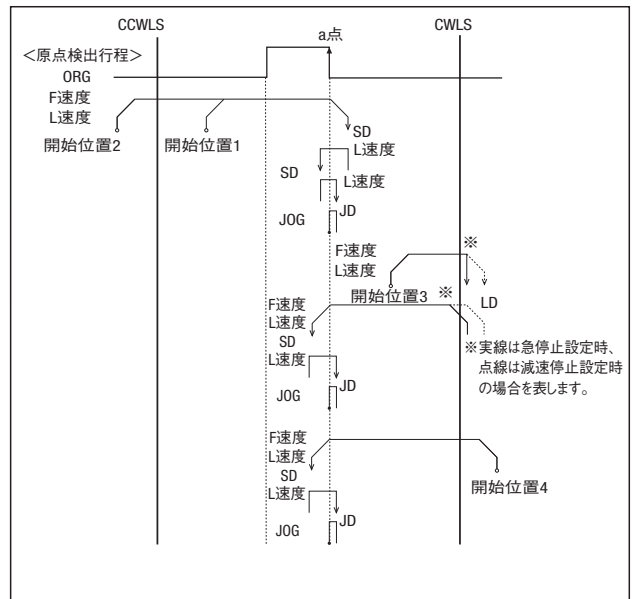 CCWLS
CWLS
a点
＜原点検出行程＞
ORG
F速度
L速度
開始位置2
開始位置1
SD
L速度
SD
L速度
JOG
JD
F速度
L速度
※
開始位置3
※
LD
F速度
L速度
SD
L速度
JOG
JD
※実線は急停止設定時、
点線は減速停止設定時
の場合を表します。
F速度
L速度
SD
L速度
JOG
JD
開始位置4